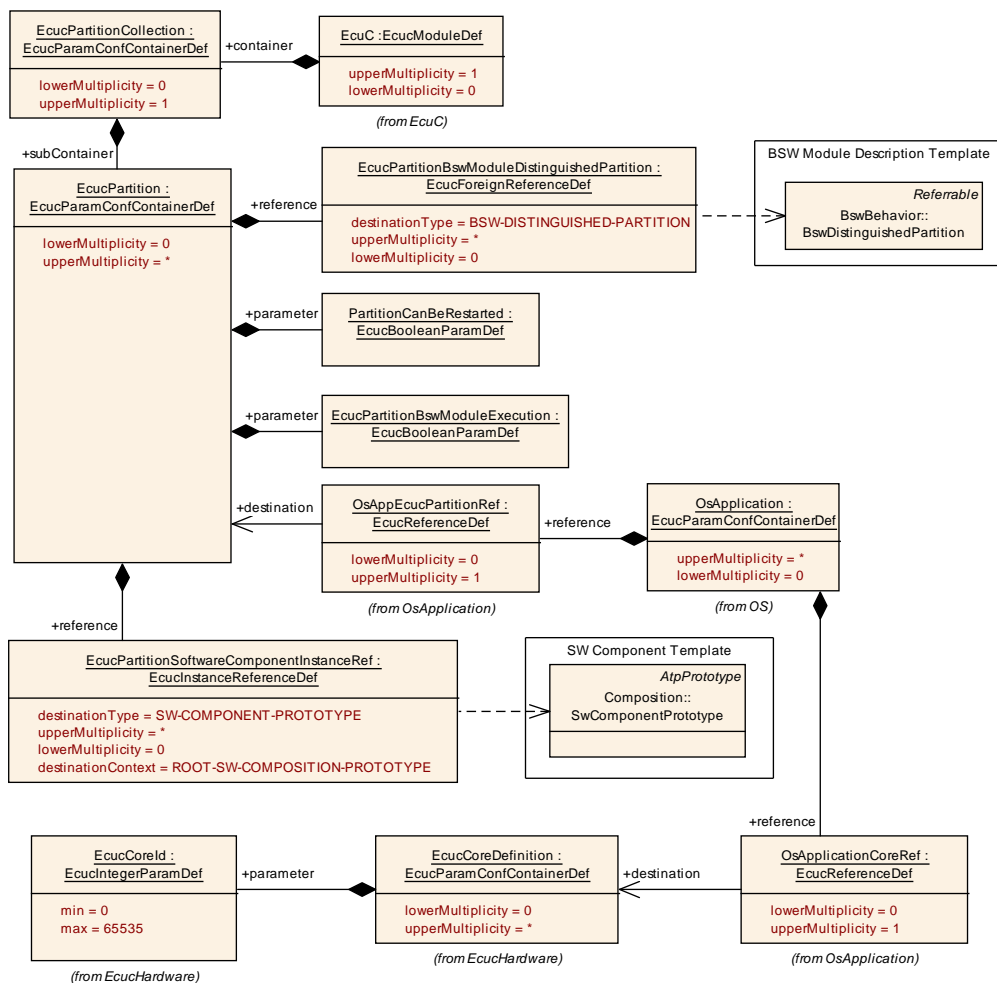 EcucPartitionCollection :
EcucParamConfContainerDef
lowerMultiplicity = 0
upperMultiplicity = 1
+container
EcuC :EcucModuleDef
upperMultiplicity = 1
lowerMultiplicity = 0
(from EcuC)
+subContainer
EcucPartition :
EcucParamConfContainerDef
lowerMultiplicity = 0
upperMultiplicity = *
+reference
EcucPartitionBswModuleDistinguishedPartition :
EcucForeignReferenceDef
destinationType = BSW-DISTINGUISHED-PARTITION
upperMultiplicity = *
lowerMultiplicity = 0
BSW Module Description Template
Referrable
BswBehavior::
BswDistinguishedPartition
+parameter
PartitionCanBeRestarted :
EcucBooleanParamDef
+parameter
EcucPartitionBswModuleExecution :
EcucBooleanParamDef
+destination
OsAppEcucPartitionRef :
EcucReferenceDef
lowerMultiplicity = 0
upperMultiplicity = 1
(from OsApplication)
+reference
OsApplication :
EcucParamConfContainerDef
upperMultiplicity = *
lowerMultiplicity = 0
(from OS)
+reference
EcucPartitionSoftwareComponentInstanceRef :
EcucInstanceReferenceDef
destinationType = SW-COMPONENT-PROTOTYPE
upperMultiplicity = *
lowerMultiplicity = 0
destinationContext = ROOT-SW-COMPOSITION-PROTOTYPE
SW Component Template
AtpPrototype
Composition::
SwComponentPrototype
+reference
EcucCoreId :
EcucIntegerParamDef
min = 0
max = 65535
(from EcucHardware)
+parameter
EcucCoreDefinition :
EcucParamConfContainerDef
lowerMultiplicity = 0
upperMultiplicity = *
(from EcucHardware)
+destination
OsApplicationCoreRef :
EcucReferenceDef
lowerMultiplicity = 0
upperMultiplicity = 1
(from OsApplication)